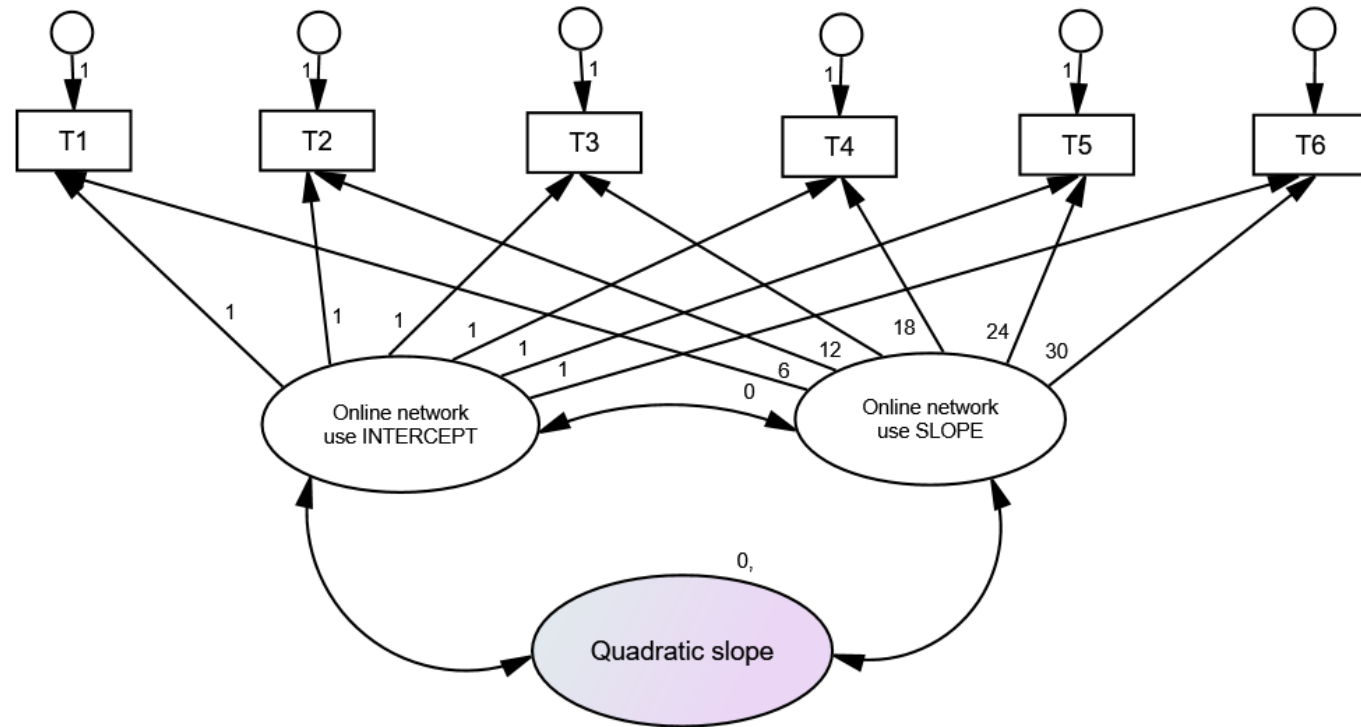 1 1 1 1 1
T1 T2 T3 T4 T5 T6
1 1 1 1 18 24
1 12 30
1 6
0
Online network
use INTERCEPT
Online network
use SLOPE
0,
Quadratic slope